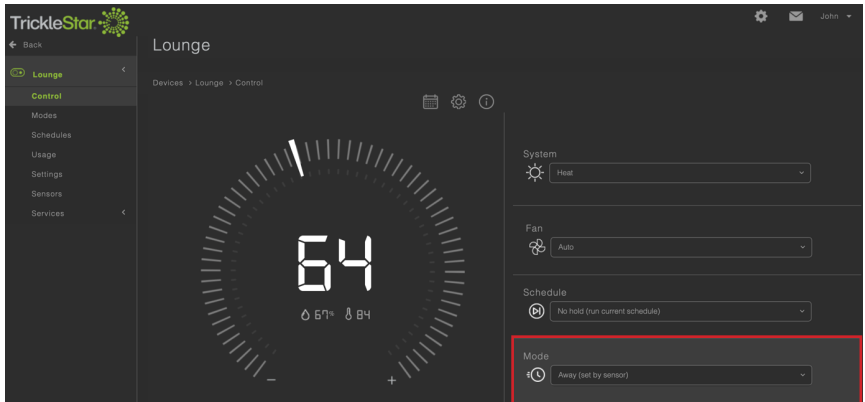 TrickleStar
John
Back
Lounge
Lounge
Control
Modes
Schedules
Usage
Settings
Sensors
Services
Devices > Lounge > Control
64
67%
84
- +
System
Heat
Fan
Auto
Schedule
No hold (run current schedule)
Mode
Away (set by sensor)